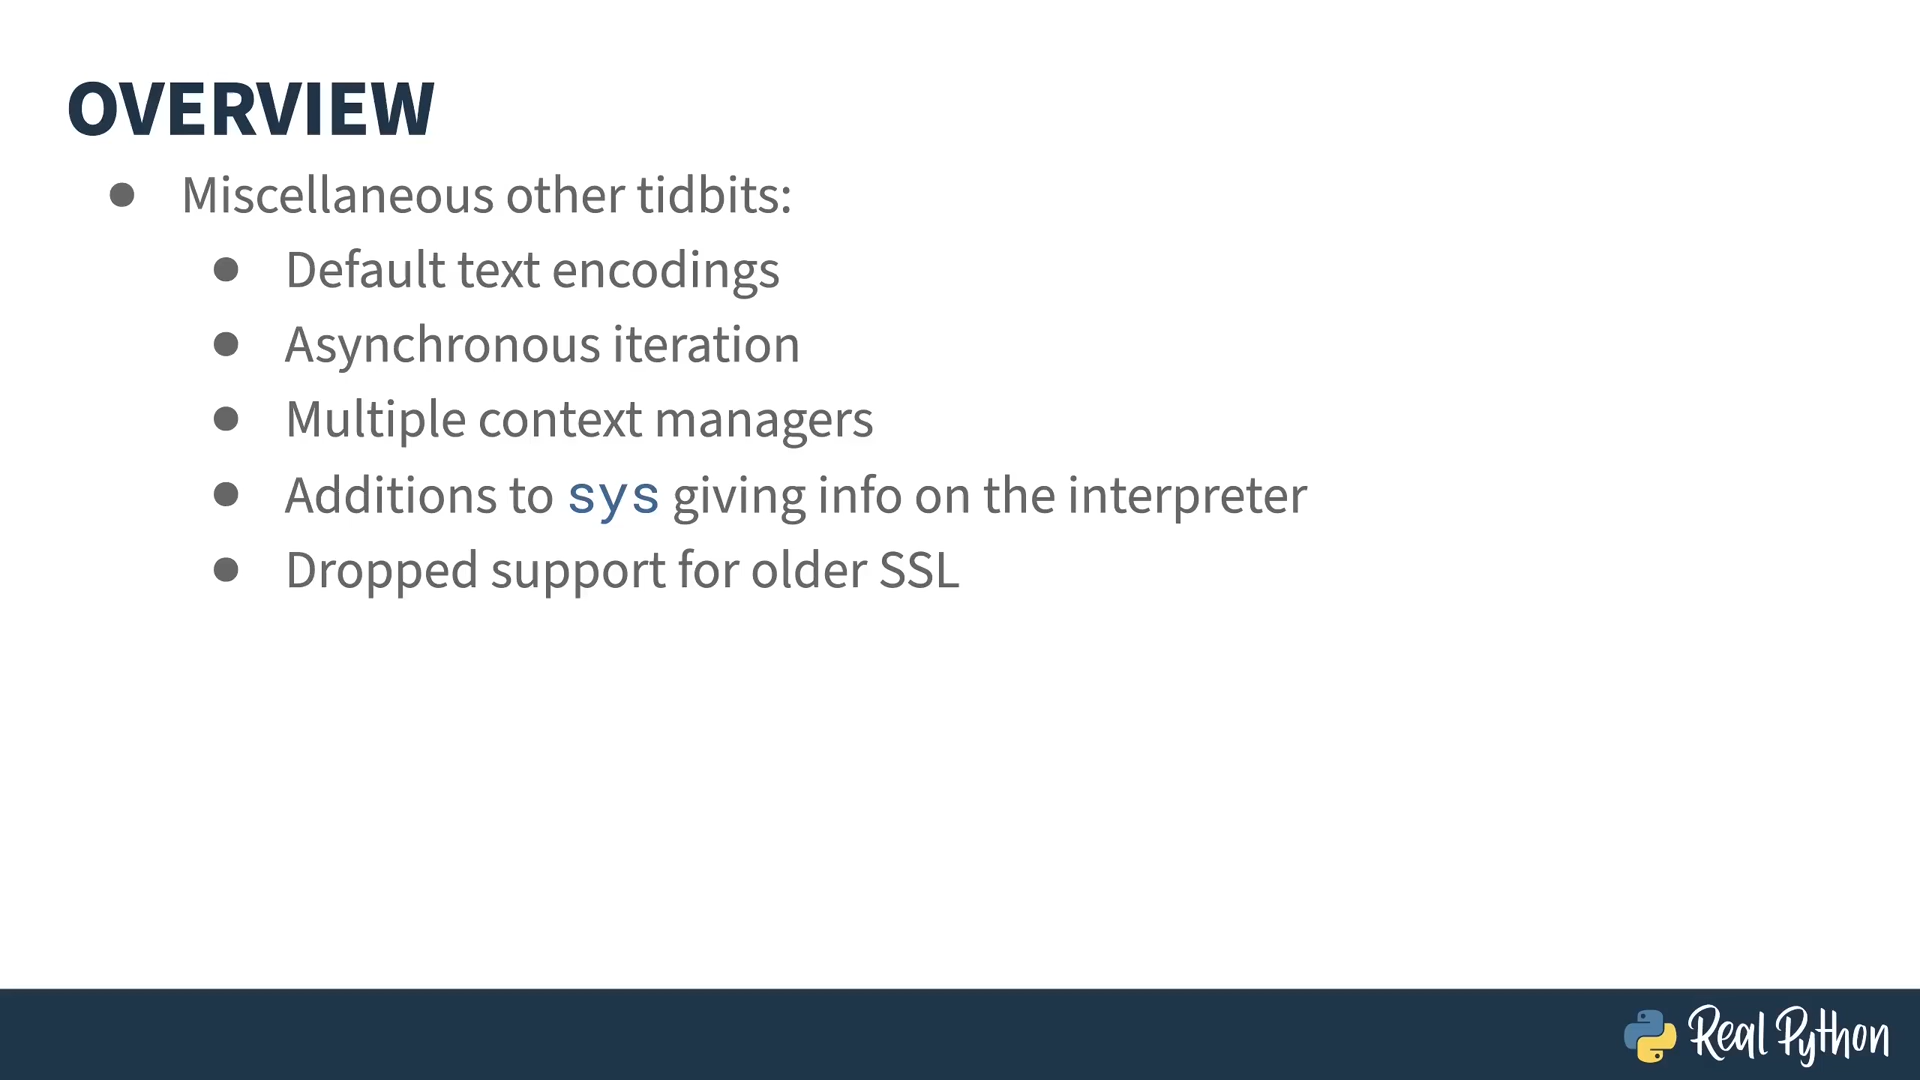 OVERVIEW
● Miscellaneous other tidbits:
● Default text encodings
● Asynchronous iteration
● Multiple context managers
● Additions to sys giving info on the interpreter
● Dropped support for older SSL
Real Python